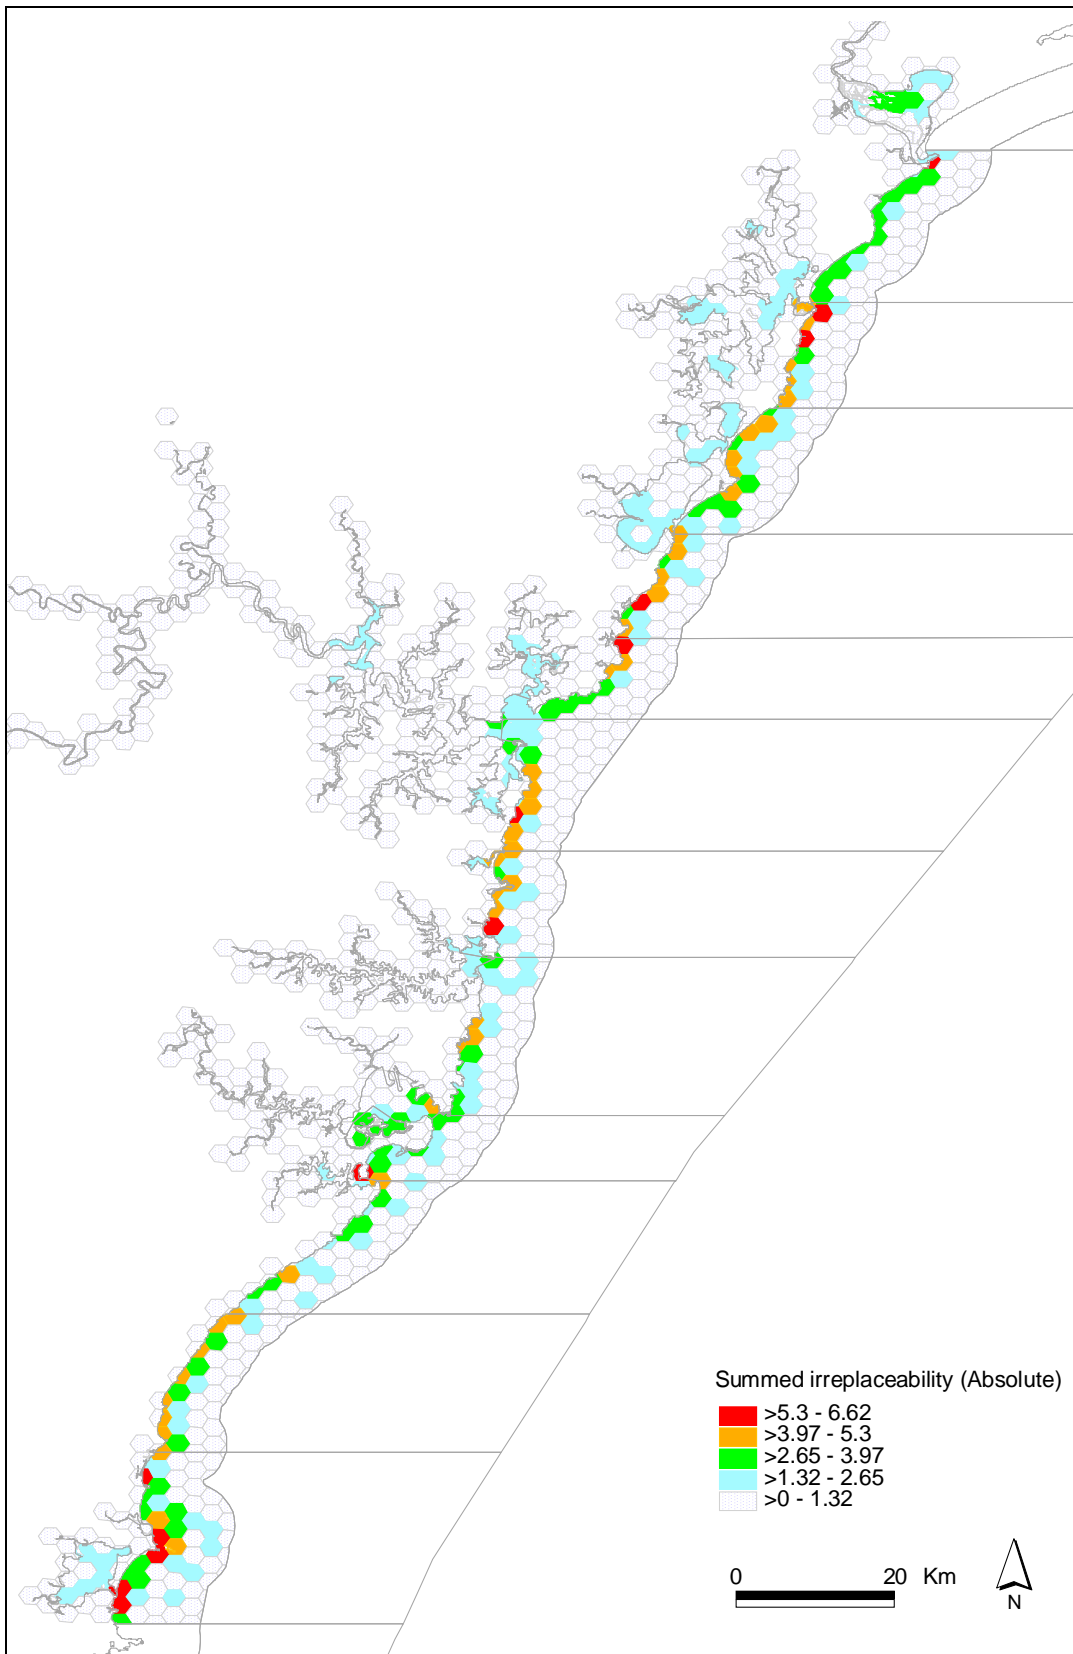 Summed irreplaceability (Absolute)
>5.3 - 6.62
>3.97 - 5.3
>2.65 - 3.97
>1.32 - 2.65
>0 - 1.32
0 20 Km
N